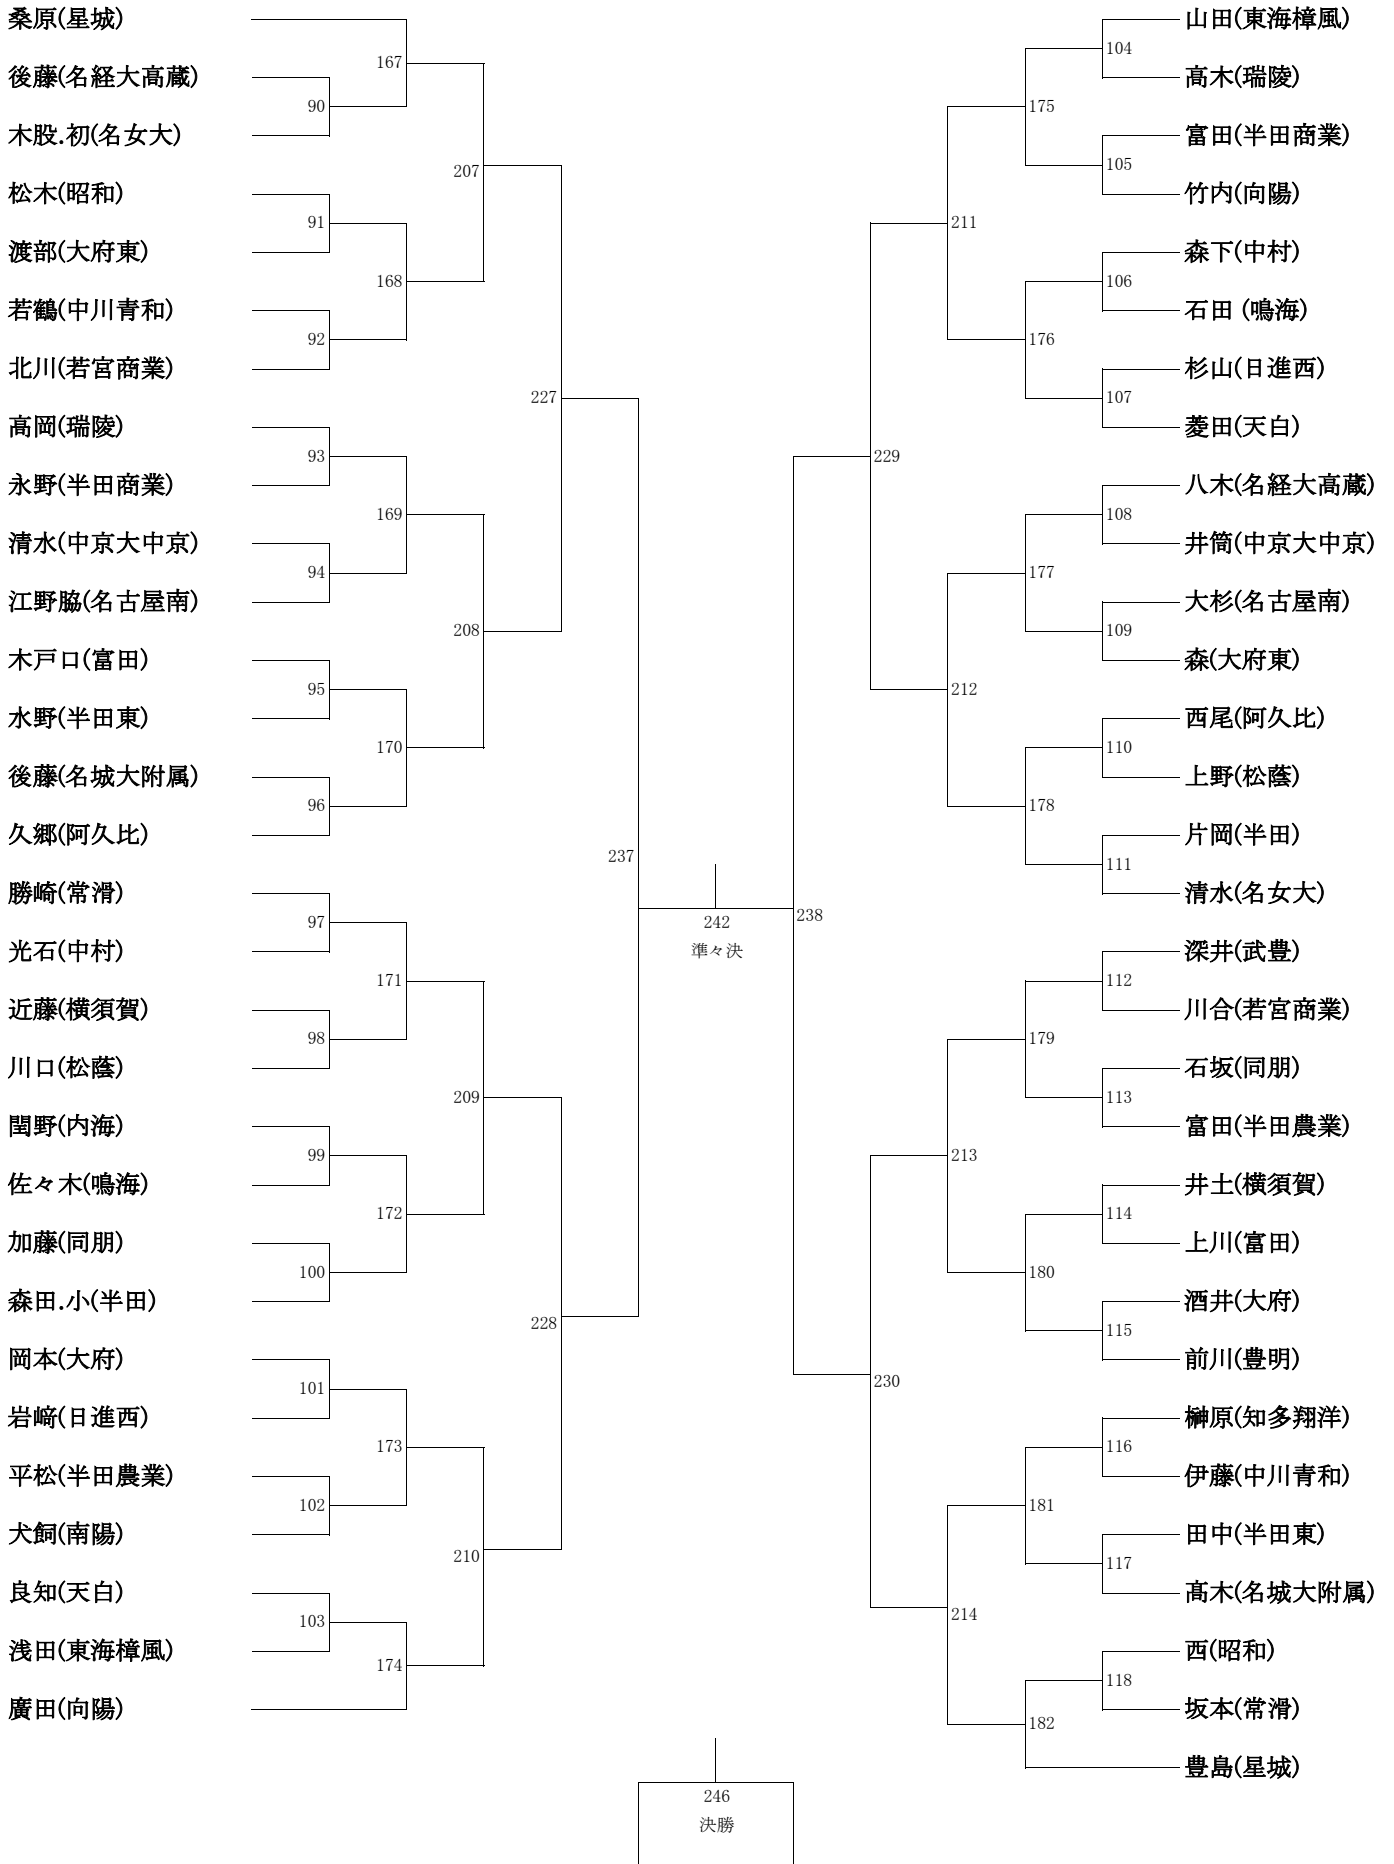 桑原(星城)
後藤(名経大高蔵)
木股.初(名女大)
松木(昭和)
渡部(大府東)
若鶴(中川青和)
北川(若宮商業)
高岡(瑞陵)
永野(半田商業)
清水(中京大中京)
江野脇(名古屋南)
木戸口(富田)
水野(半田東)
後藤(名城大附属)
久郷(阿久比)
勝崎(常滑)
光石(中村)
近藤(横須賀)
川口(松蔭)
閏野(内海)
佐々木(鳴海)
加藤(同朋)
森田.小(半田)
岡本(大府)
岩﨑(日進西)
平松(半田農業)
犬飼(南陽)
良知(天白)
浅田(東海樟風)
廣田(向陽)
90
91
92
93
94
95
96
97
98
99
100
101
102
103
167
168
169
170
171
172
173
174
207
208
209
210
227
228
237
242
準々決
238
229
230
211
212
213
214
175
176
177
178
179
180
181
182
104
105
106
107
108
109
110
111
112
113
114
115
116
117
118
山田(東海樟風)
高木(瑞陵)
富田(半田商業)
竹内(向陽)
森下(中村)
石田 (鳴海)
杉山(日進西)
菱田(天白)
八木(名経大高蔵)
井筒(中京大中京)
大杉(名古屋南)
森(大府東)
西尾(阿久比)
上野(松蔭)
片岡(半田)
清水(名女大)
深井(武豊)
川合(若宮商業)
石坂(同朋)
富田(半田農業)
井土(横須賀)
上川(富田)
酒井(大府)
前川(豊明)
榊原(知多翔洋)
伊藤(中川青和)
田中(半田東)
髙木(名城大附属)
西(昭和)
坂本(常滑)
豊島(星城)
246
決勝